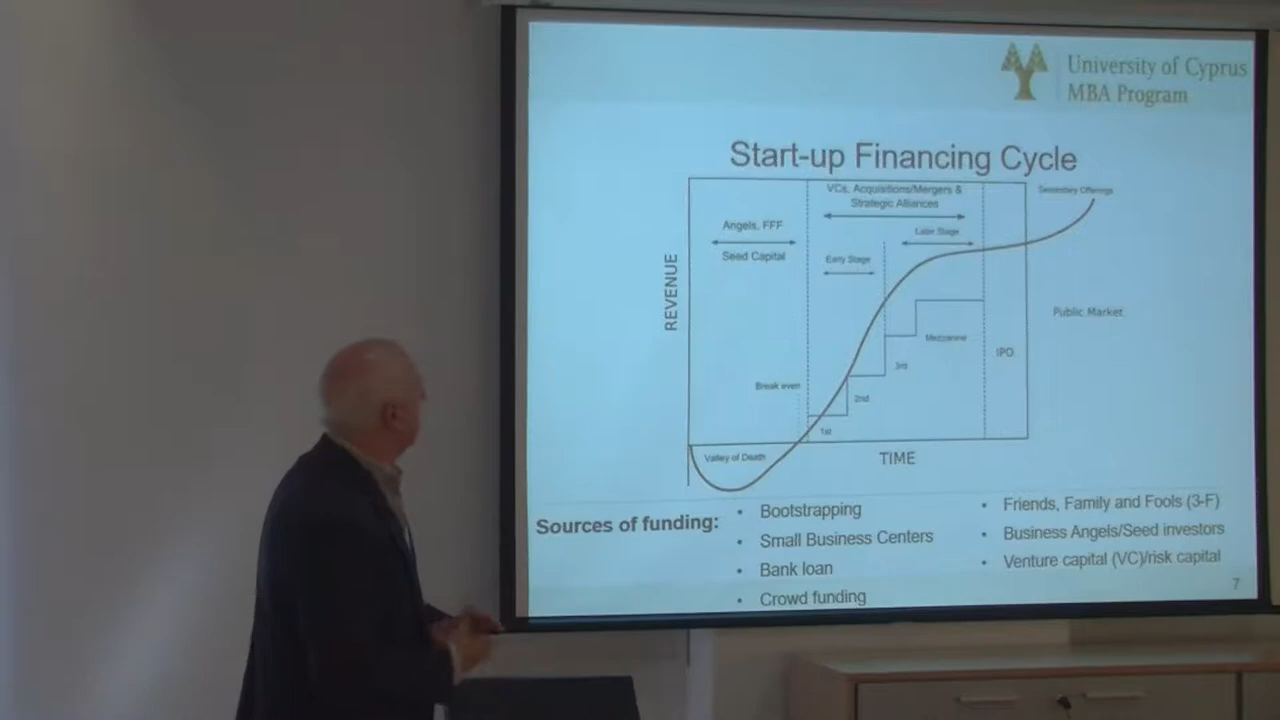 University of Cyprus
MBA Program
Start-up Financing Cycle
VCs, Acquisitions/Mergers &
Strategic Alliances
Secondary Offerings
Angels, FFF
Later Stage
Seed Capital
Early Stage
REVENUE
Public Market
Mezzanine
IPO
3rd
Break even
2nd
1st
Valley of Death
TIME
Sources of funding:
• Bootstrapping
• Small Business Centers
• Bank loan
• Crowd funding
• Friends, Family and Fools (3-F)
• Business Angels/Seed investors
• Venture capital (VC)/risk capital
7